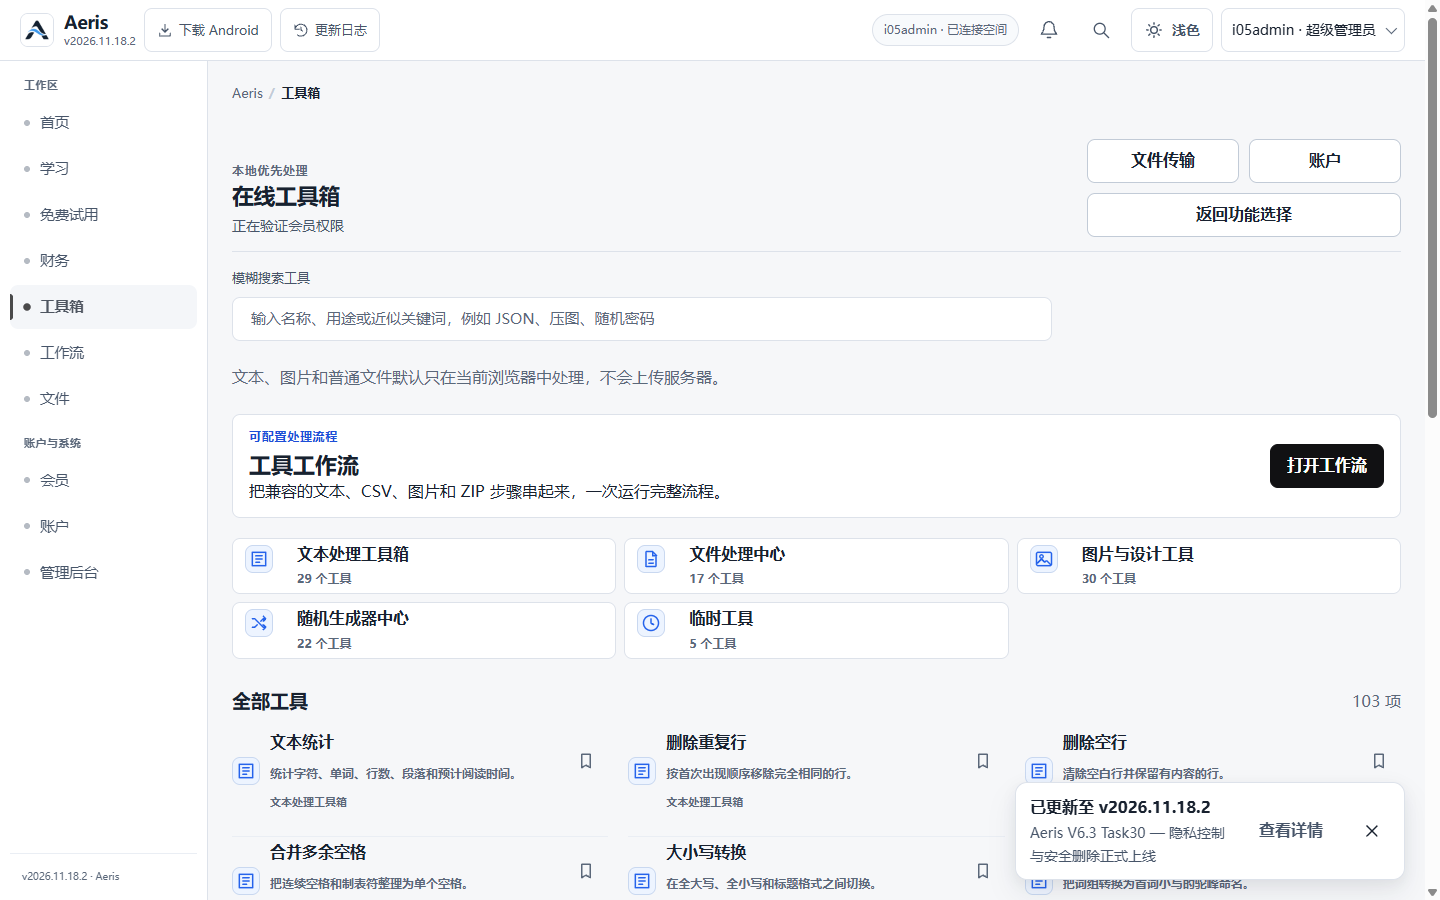 Aeris
v2026.11.18.2
下载 Android
更新日志
i05admin · 已连接空间
浅色
i05admin · 超级管理员
工作区
首页
学习
免费试用
财务
工具箱
工作流
文件
账户与系统
会员
账户
管理后台
v2026.11.18.2 · Aeris
Aeris / 工具箱
本地优先处理
在线工具箱
正在验证会员权限
文件传输
账户
返回功能选择
模糊搜索工具
输入名称、用途或近似关键词，例如 JSON、压图、随机密码
文本、图片和普通文件默认只在当前浏览器中处理，不会上传服务器。
可配置处理流程
工具工作流
把兼容的文本、CSV、图片和 ZIP 步骤串起来，一次运行完整流程。
打开工作流
文本处理工具箱
29 个工具
文件处理中心
17 个工具
图片与设计工具
30 个工具
随机生成器中心
22 个工具
临时工具
5 个工具
全部工具
103 项
文本统计
统计字符、单词、行数、段落和预计阅读时间。
文本处理工具箱
删除重复行
按首次出现顺序移除完全相同的行。
文本处理工具箱
删除空行
清除空白行并保留有内容的行。
合并多余空格
把连续空格和制表符整理为单个空格。
大小写转换
在全大写、全小写和标题格式之间切换。
把词组转换为首词小写的驼峰命名。
已更新至 v2026.11.18.2
Aeris V6.3 Task30 — 隐私控制
与安全删除正式上线
查看详情